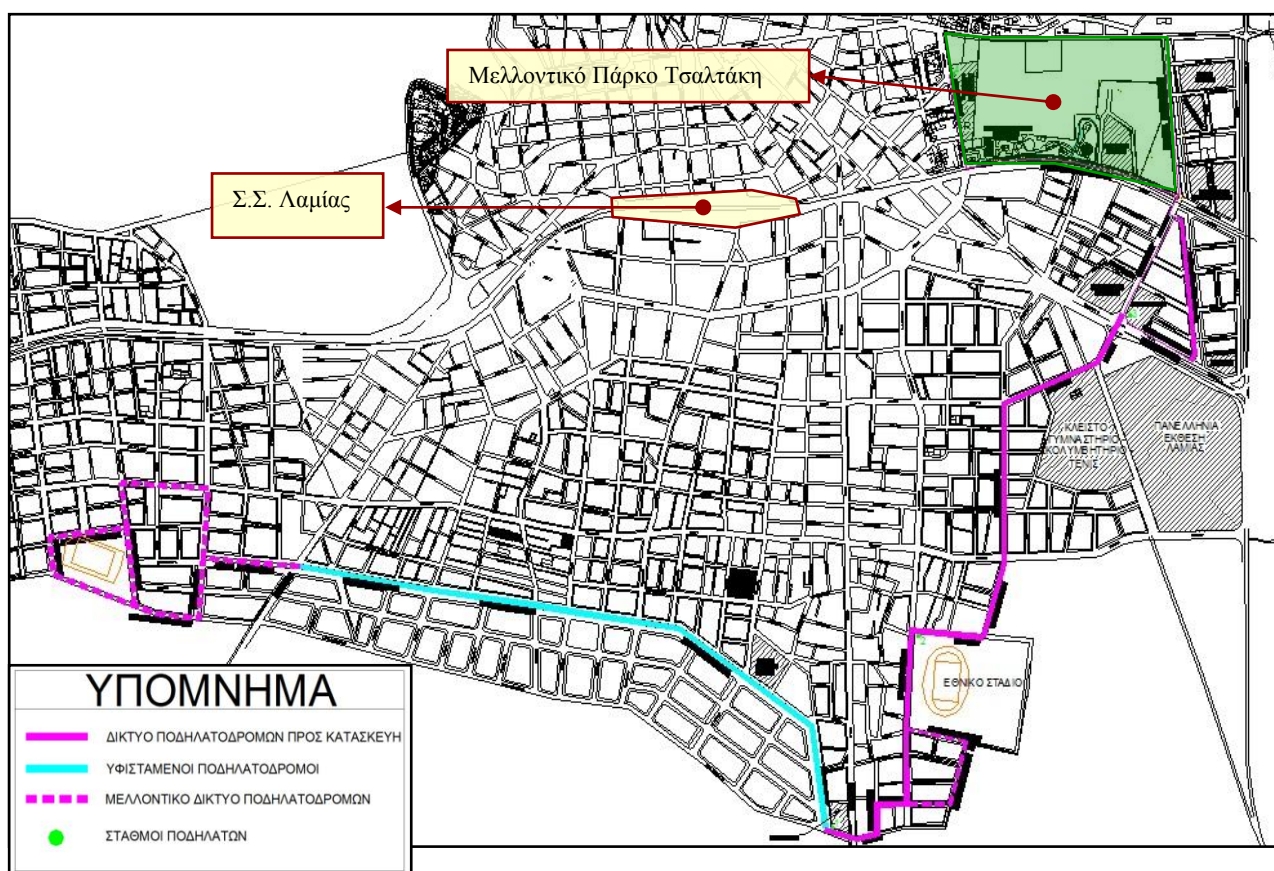 Μελλοντικό Πάρκο Τσαλτάκη
Σ.Σ. Λαμίας
ΚΛΕΙΣΤΟ
ΓΥΜΝΑΣΤΗΡΙΟ
ΚΟΛΥΜΒΗΤΗΡΙΟ
ΤΕΝΙΣ
ΠΑΝΕΛΛΗΝΙΑ
ΕΚΘΕΣΗ
ΛΑΜΙΑΣ
ΕΘΝΙΚΟ ΣΤΑΔΙΟ
ΥΠΟΜΝΗΜΑ
ΔΙΚΤΥΟ ΠΟΔΗΛΑΤΟΔΡΟΜΩΝ ΠΡΟΣ ΚΑΤΑΣΚΕΥΗ
ΥΦΙΣΤΑΜΕΝΟΙ ΠΟΔΗΛΑΤΟΔΡΟΜΟΙ
ΜΕΛΛΟΝΤΙΚΟ ΔΙΚΤΥΟ ΠΟΔΗΛΑΤΟΔΡΟΜΩΝ
ΣΤΑΘΜΟΙ ΠΟΔΗΛΑΤΩΝ